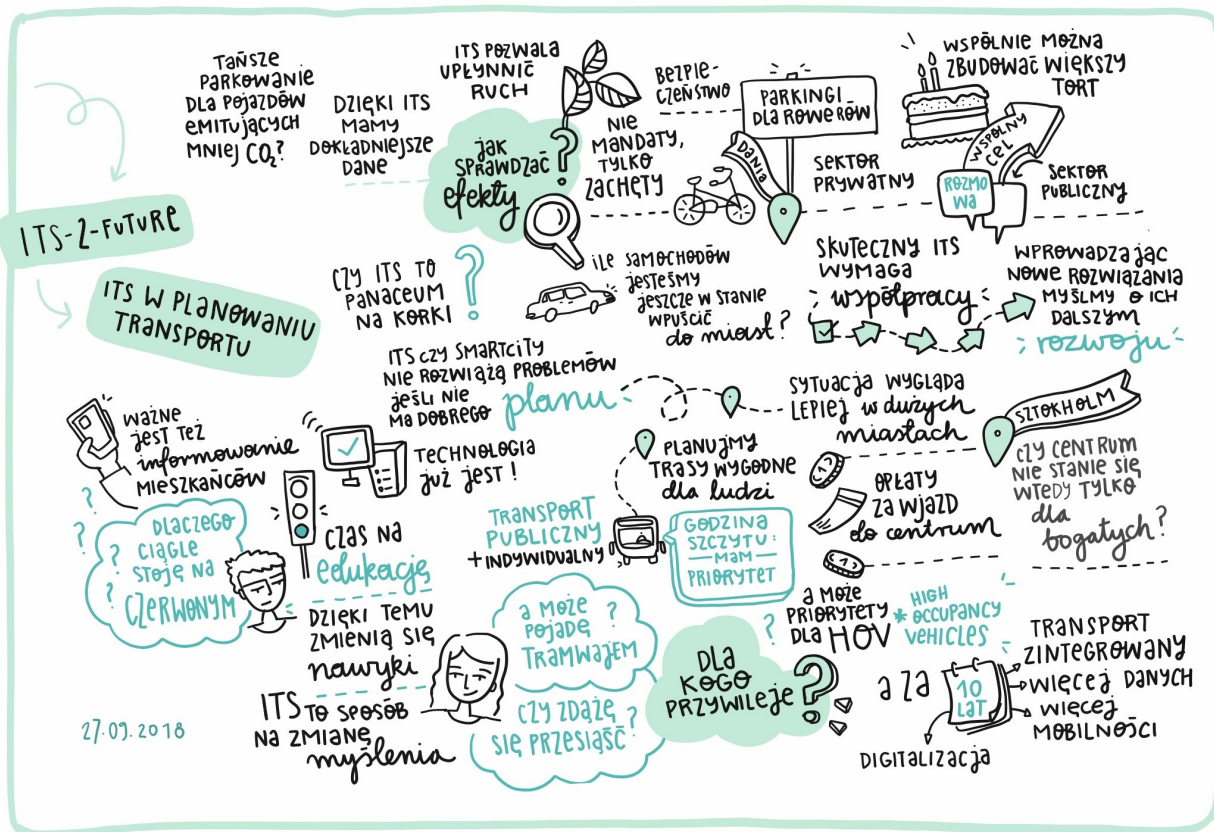 ITS-2-FUTURE
ITS W PLANOWANIU
TRANSPORTU
TAŃSZE
PARKOWANIE
DLA POJAZDÓW
EMITUJĄCYCH
MNIEJ CO₂?
DZIĘKI ITS
MAMY
DOKŁADNIEJSZE
DANE
ITS POZWALA
UPŁYNNIĆ
RUCH
jak
SPRAWDZAĆ
efekty
?
NIE
MANDATY,
TYLKO
ZACHĘTY
BEZPIE-
CZEŃSTWO
PARKINGI
DLA ROWERÓW
DANIA
SEKTOR
PRYWATNY
WSPÓLNIE MOŻNA
ZBUDOWAĆ WIĘKSZY
TORT
WSPÓLNY
CEL
ROZMO
WA
SEKTOR
PUBLICZNY
CZY ITS TO
PANACEUM
NA KORKI
?
ILE SAMOCHODÓW
JESTEŚMY
JESZCZE W STANIE
WPUŚCIĆ
do miast?
SKUTECZNY ITS
WYMAGA
współpracy
WPROWADZAJĄC
NOWE ROZWIĄZANIA
MYŚLMY O ICH
DALSZYM
rozwoju
ITS CZY SMARTCITY
NIE ROZWIĄŻĄ PROBLEMÓW
JEŚLI NIE
MA DOBREGO planu
WAŻNE
JEST TEŻ
informowanie
MIESZKAŃCÓW
TECHNOLOGIA
już jest!
PLANUJMY
TRASY WYGODNE
dla ludzi
SYTUACJA WYGLĄDA
LEPIEJ w dużych
miastach
OPŁATY
ZA WJAZD
do centrum
SZTOKHOLM
CZY CENTRUM
NIE STANIE SIĘ
WTEDY TYLKO
dla
bogatych?
? ? ? ?
DLACZEGO
CIĄGLE
STOJĘ NA
CZERWONYM
CZAS NA
edukację
DZIĘKI TEMU
ZMIENIĄ SIĘ
nawyki
ITS TO SPOSÓB
NA ZMIANĘ
myślenia
TRANSPORT
PUBLICZNY
+ INDYWIDUALNY
GODZINA
SZCZYTU:
MAM
PRIORYTET
A MOŻE
POJADĘ ?
TRAMWAJEM
CZY ZDĄŻĘ
SIĘ PRZESIĄŚĆ?
DLA
KOGO
PRZYWILEJE?
? A MOŻE
PRIORYTETY
DLA HOV
* HIGH
OCCUPANCY
VEHICLES
a za 10
LAT
TRANSPORT
ZINTEGROWANY
WIĘCEJ DANYCH
WIĘCEJ
MOBILNOŚCI
DIGITALIZACJA
27.09.2018